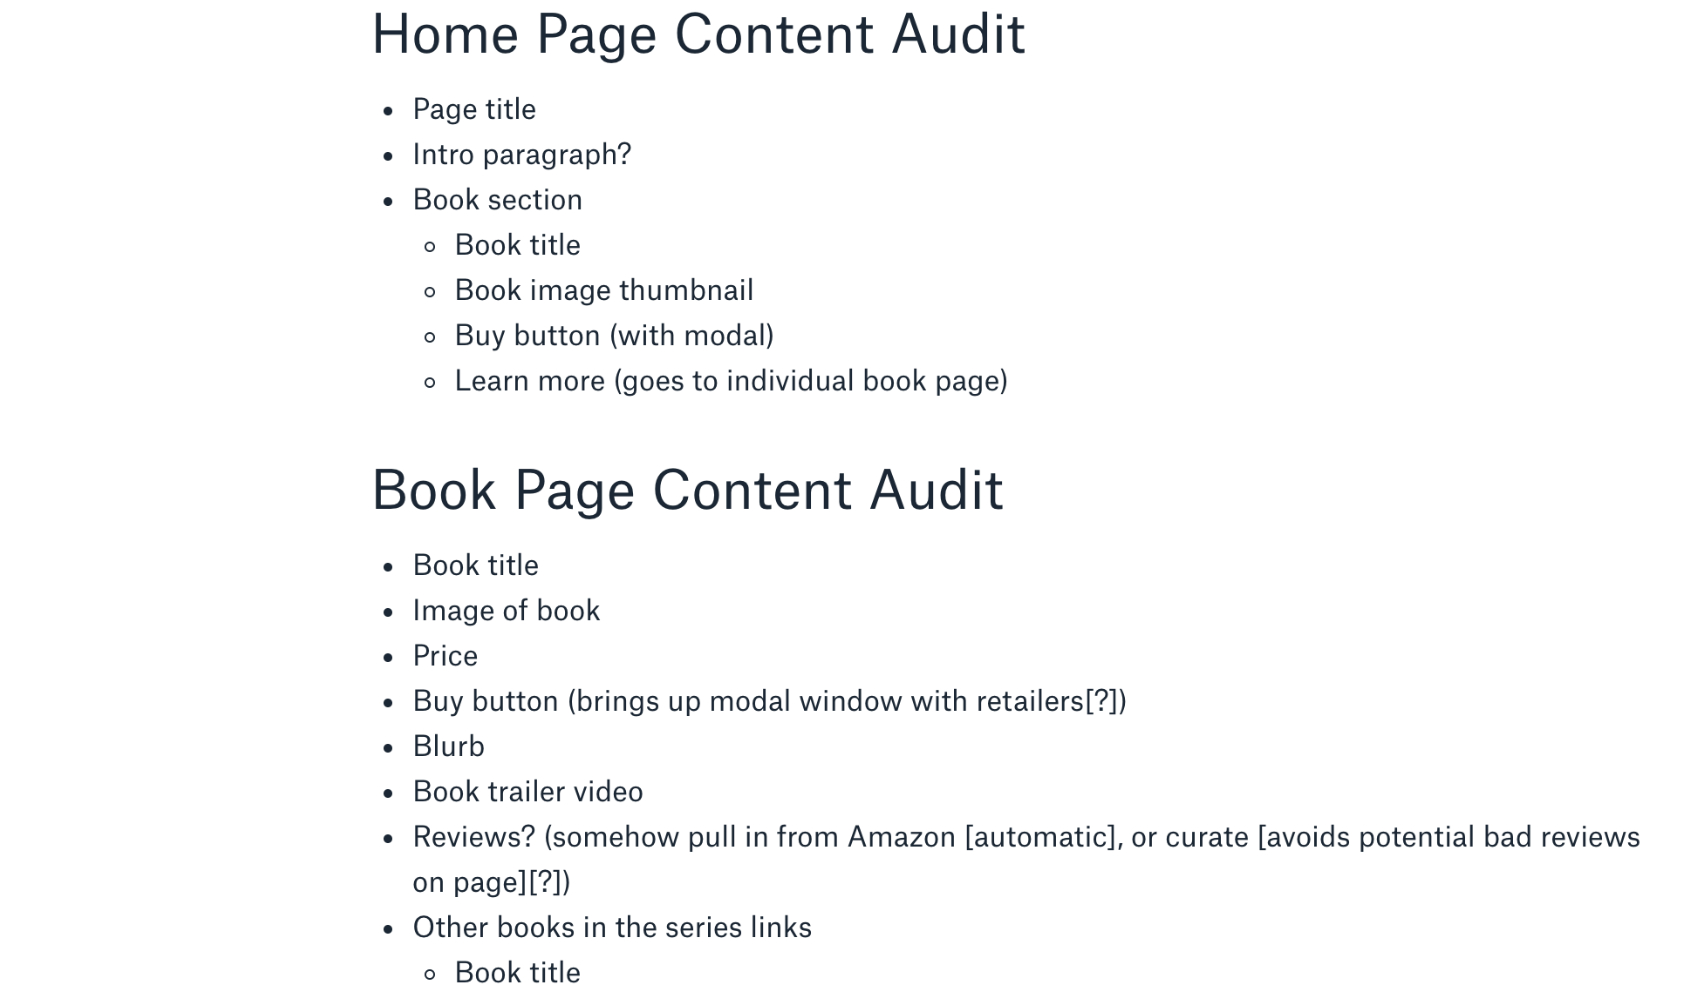 Home Page Content Audit
• Page title
• Intro paragraph?
• Book section
◦ Book title
◦ Book image thumbnail
◦ Buy button (with modal)
◦ Learn more (goes to individual book page)
Book Page Content Audit
• Book title
• Image of book
• Price
• Buy button (brings up modal window with retailers[?])
• Blurb
• Book trailer video
• Reviews? (somehow pull in from Amazon [automatic], or curate [avoids potential bad reviews
on page][?])
• Other books in the series links
◦ Book title